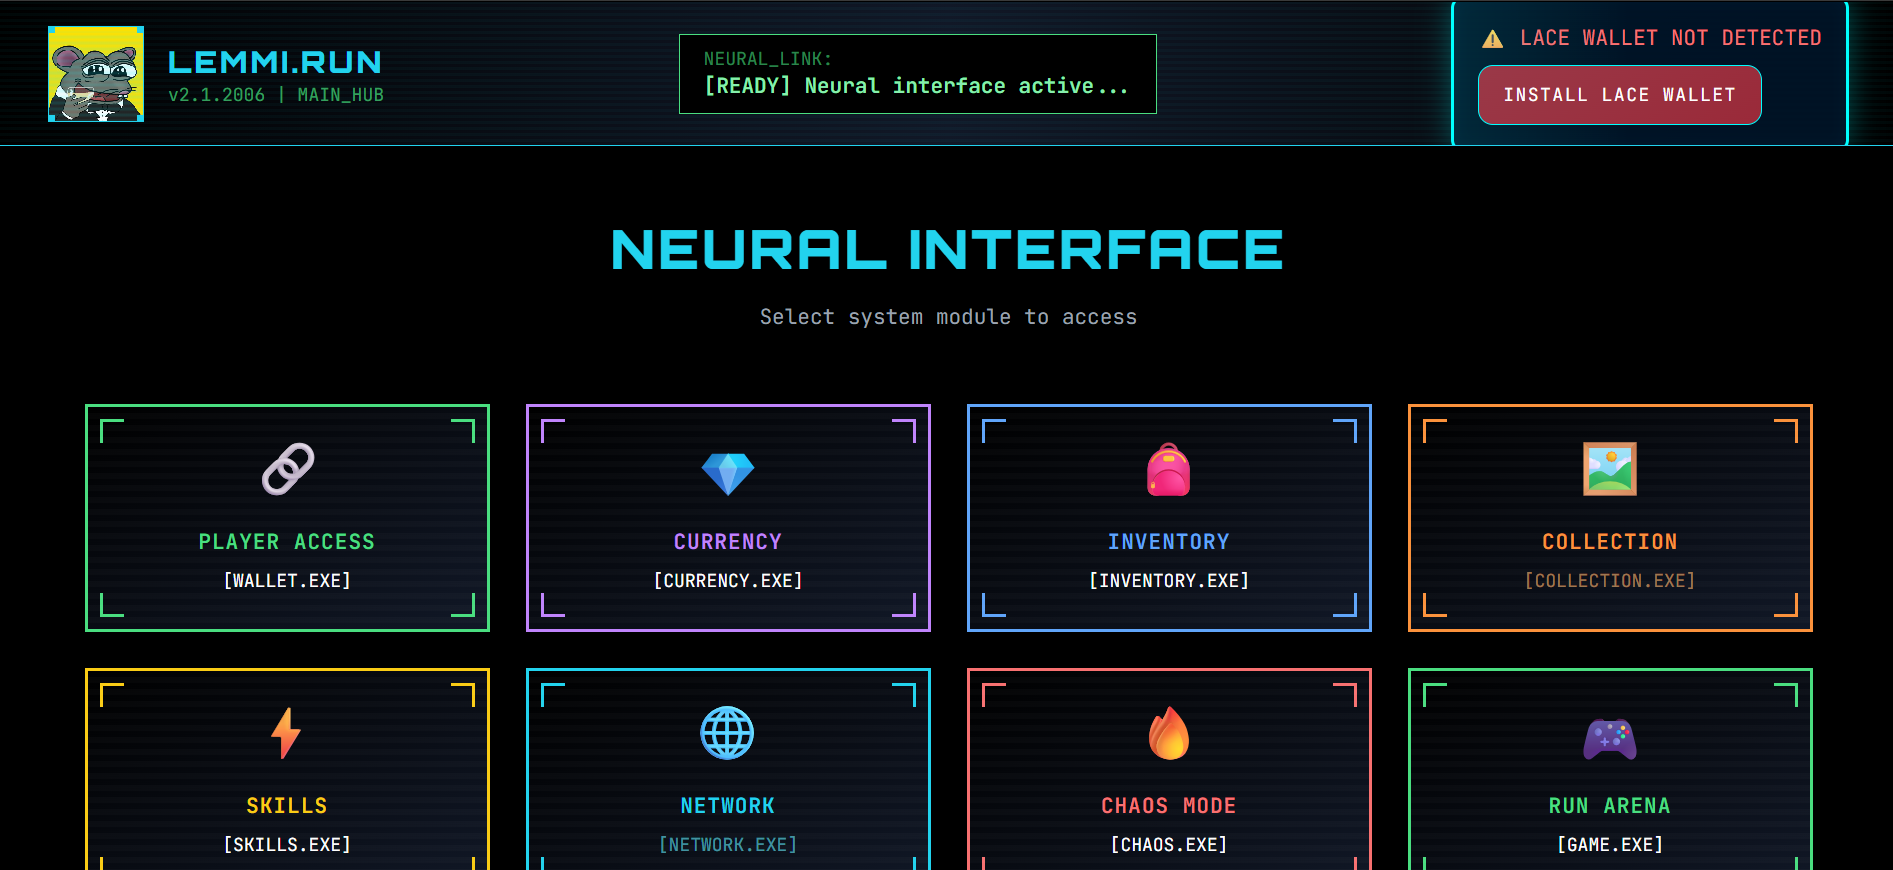 LEMMI.RUN
v2.1.2006 | MAIN_HUB
NEURAL_LINK:
[READY] Neural interface active...
LACE WALLET NOT DETECTED
INSTALL LACE WALLET
NEURAL INTERFACE
Select system module to access
PLAYER ACCESS
[WALLET.EXE]
CURRENCY
[CURRENCY.EXE]
INVENTORY
[INVENTORY.EXE]
COLLECTION
[COLLECTION.EXE]
SKILLS
[SKILLS.EXE]
NETWORK
[NETWORK.EXE]
CHAOS MODE
[CHAOS.EXE]
RUN ARENA
[GAME.EXE]